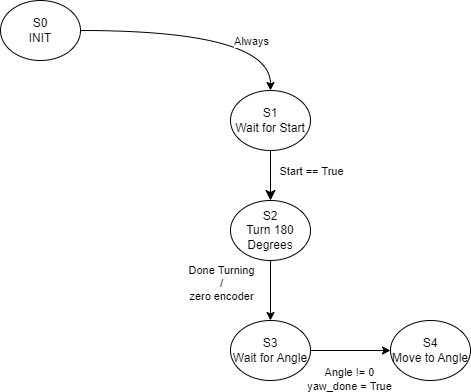 S0
INIT
Always
S1
Wait for Start
Start == True
S2
Turn 180
Degrees
Done Turning
/
zero encoder
S3
Wait for Angle
S4
Move to Angle
Angle != 0
yaw_done = True